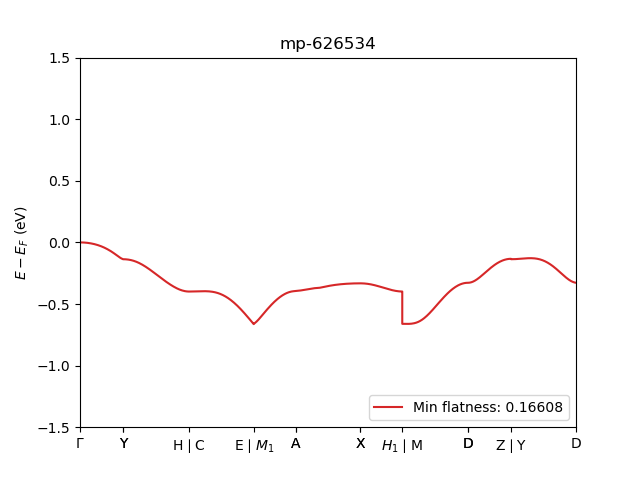 mp-626534
1.5
1.0
0.5
0.0
−0.5
−1.0
−1.5
E − E_F (eV)
Min flatness: 0.16608
Γ Y H | C E | M₁ A X H₁ | M D Z | Y D